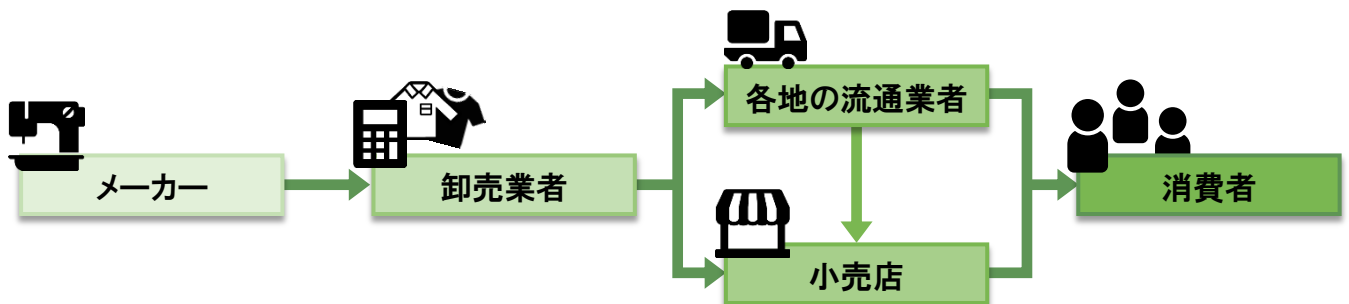 メーカー
卸売業者
各地の流通業者
小売店
消費者